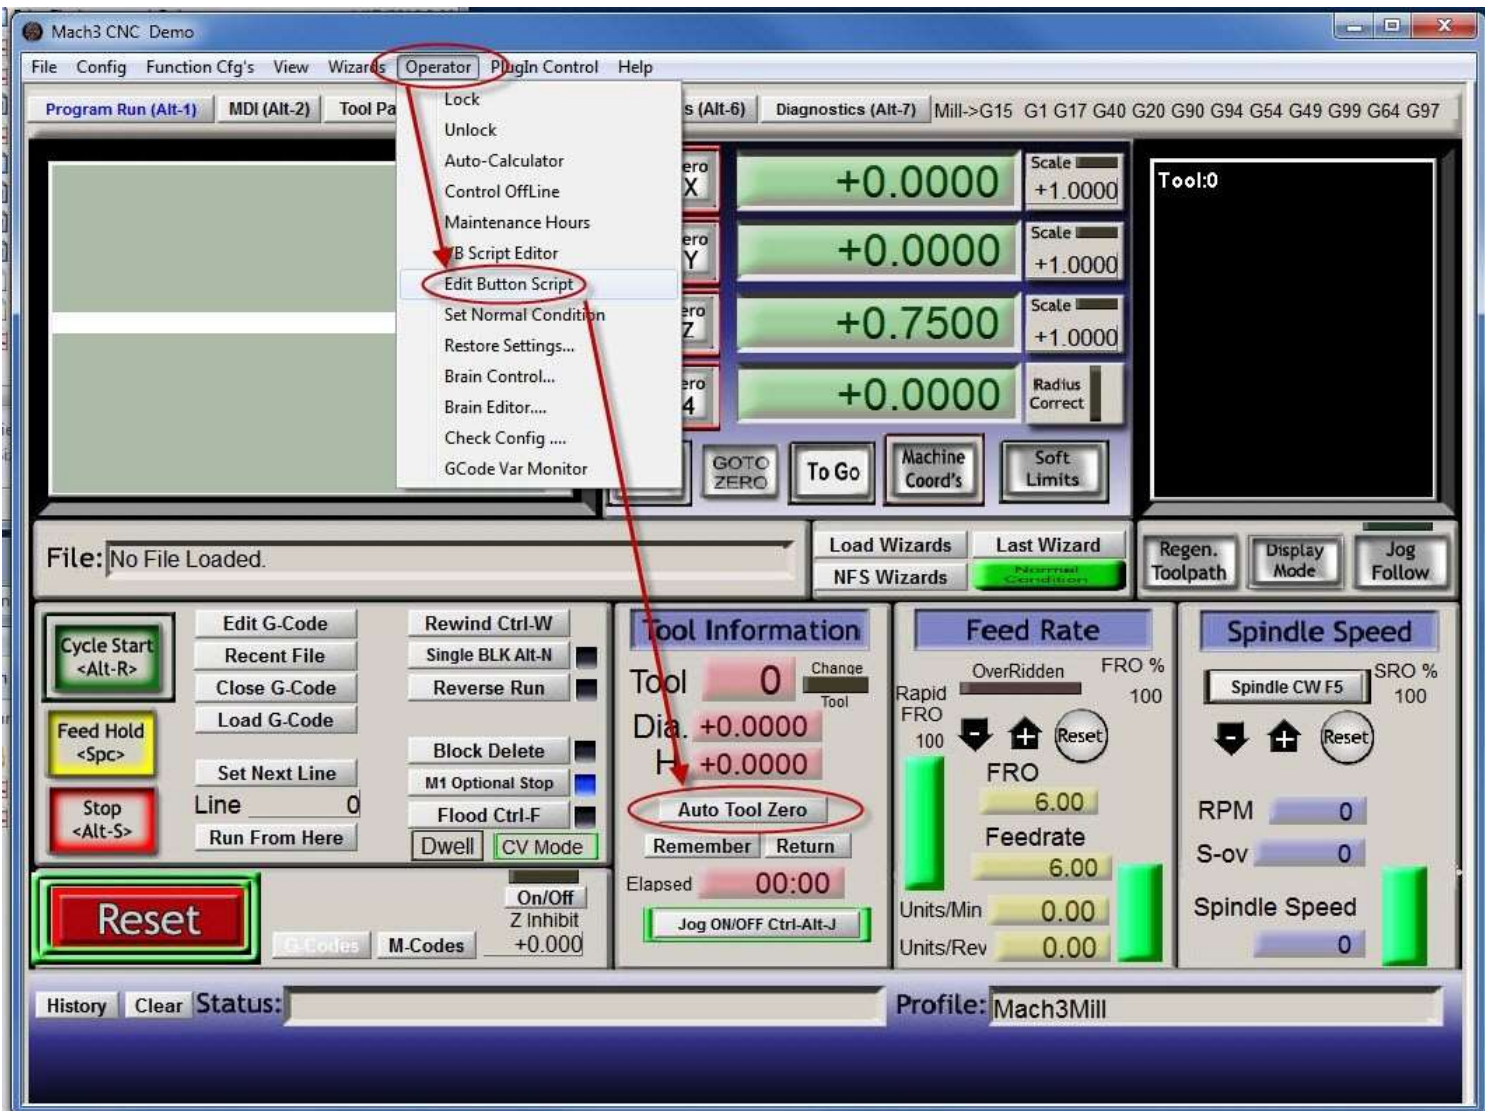 Mach3 CNC Demo
File Config Function Cfg's View Wizards Operator PlugIn Control Help
Program Run (Alt-1) MDI (Alt-2) Tool Pa s (Alt-6) Diagnostics (Alt-7) Mill->G15 G1 G17 G40 G20 G90 G94 G54 G49 G99 G64 G97
Lock
Unlock
Auto-Calculator
Control OffLine
Maintenance Hours
VB Script Editor
Edit Button Script
Set Normal Condition
Restore Settings...
Brain Control...
Brain Editor....
Check Config ....
GCode Var Monitor
ero
X
+0.0000
Scale
+1.0000
ero
Y
+0.0000
Scale
+1.0000
ero
Z
+0.7500
Scale
+1.0000
ero
4
+0.0000
Radius
Correct
GOTO
ZERO
To Go
Machine
Coord's
Soft
Limits
Tool:0
File: No File Loaded.
Load Wizards Last Wizard
NFS Wizards Normal
Condition
Regen.
Toolpath
Display
Mode
Jog
Follow
Cycle Start
<Alt-R>
Feed Hold
<Spc>
Stop
<Alt-S>
Edit G-Code
Recent File
Close G-Code
Load G-Code
Set Next Line
Line 0
Run From Here
Rewind Ctrl-W
Single BLK Alt-N
Reverse Run
Block Delete
M1 Optional Stop
Flood Ctrl-F
Dwell CV Mode
Reset
G-Codes M-Codes
On/Off
Z Inhibit
+0.000
Tool Information
Tool 0 Change
Tool
Dia. +0.0000
H +0.0000
Auto Tool Zero
Remember Return
Elapsed 00:00
Jog ON/OFF Ctrl-Alt-J
Feed Rate
OverRidden FRO %
100
Rapid
FRO
100
Reset
FRO
6.00
Feedrate
6.00
Units/Min 0.00
Units/Rev 0.00
Spindle Speed
Spindle CW F5 SRO %
100
Reset
RPM 0
S-ov 0
Spindle Speed
0
History Clear Status: Profile: Mach3Mill